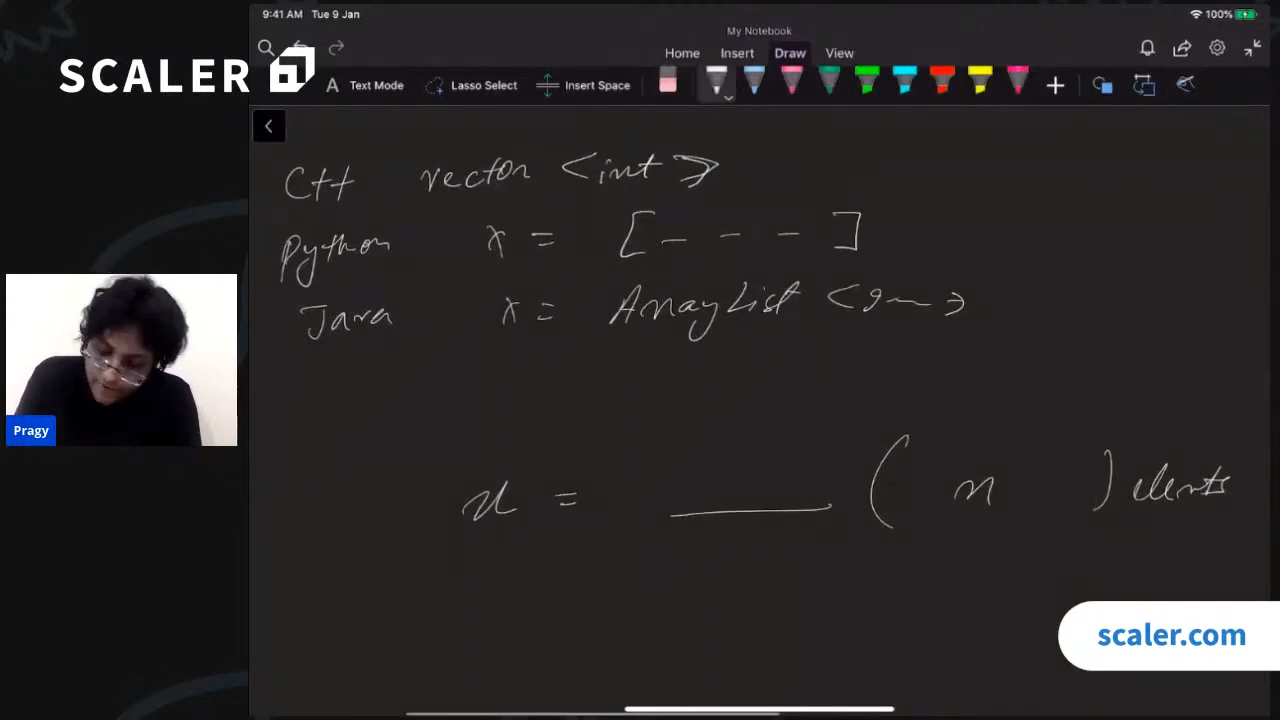 9:41 AM Tue 9 Jan
100%
My Notebook
SCALER
Home Insert Draw View
Text Mode Lasso Select Insert Space
C++ vector <int>
Python x = [_ _ _]
Java x = ArrayList < >
x = ____ ( n )
Pragy
scaler.com